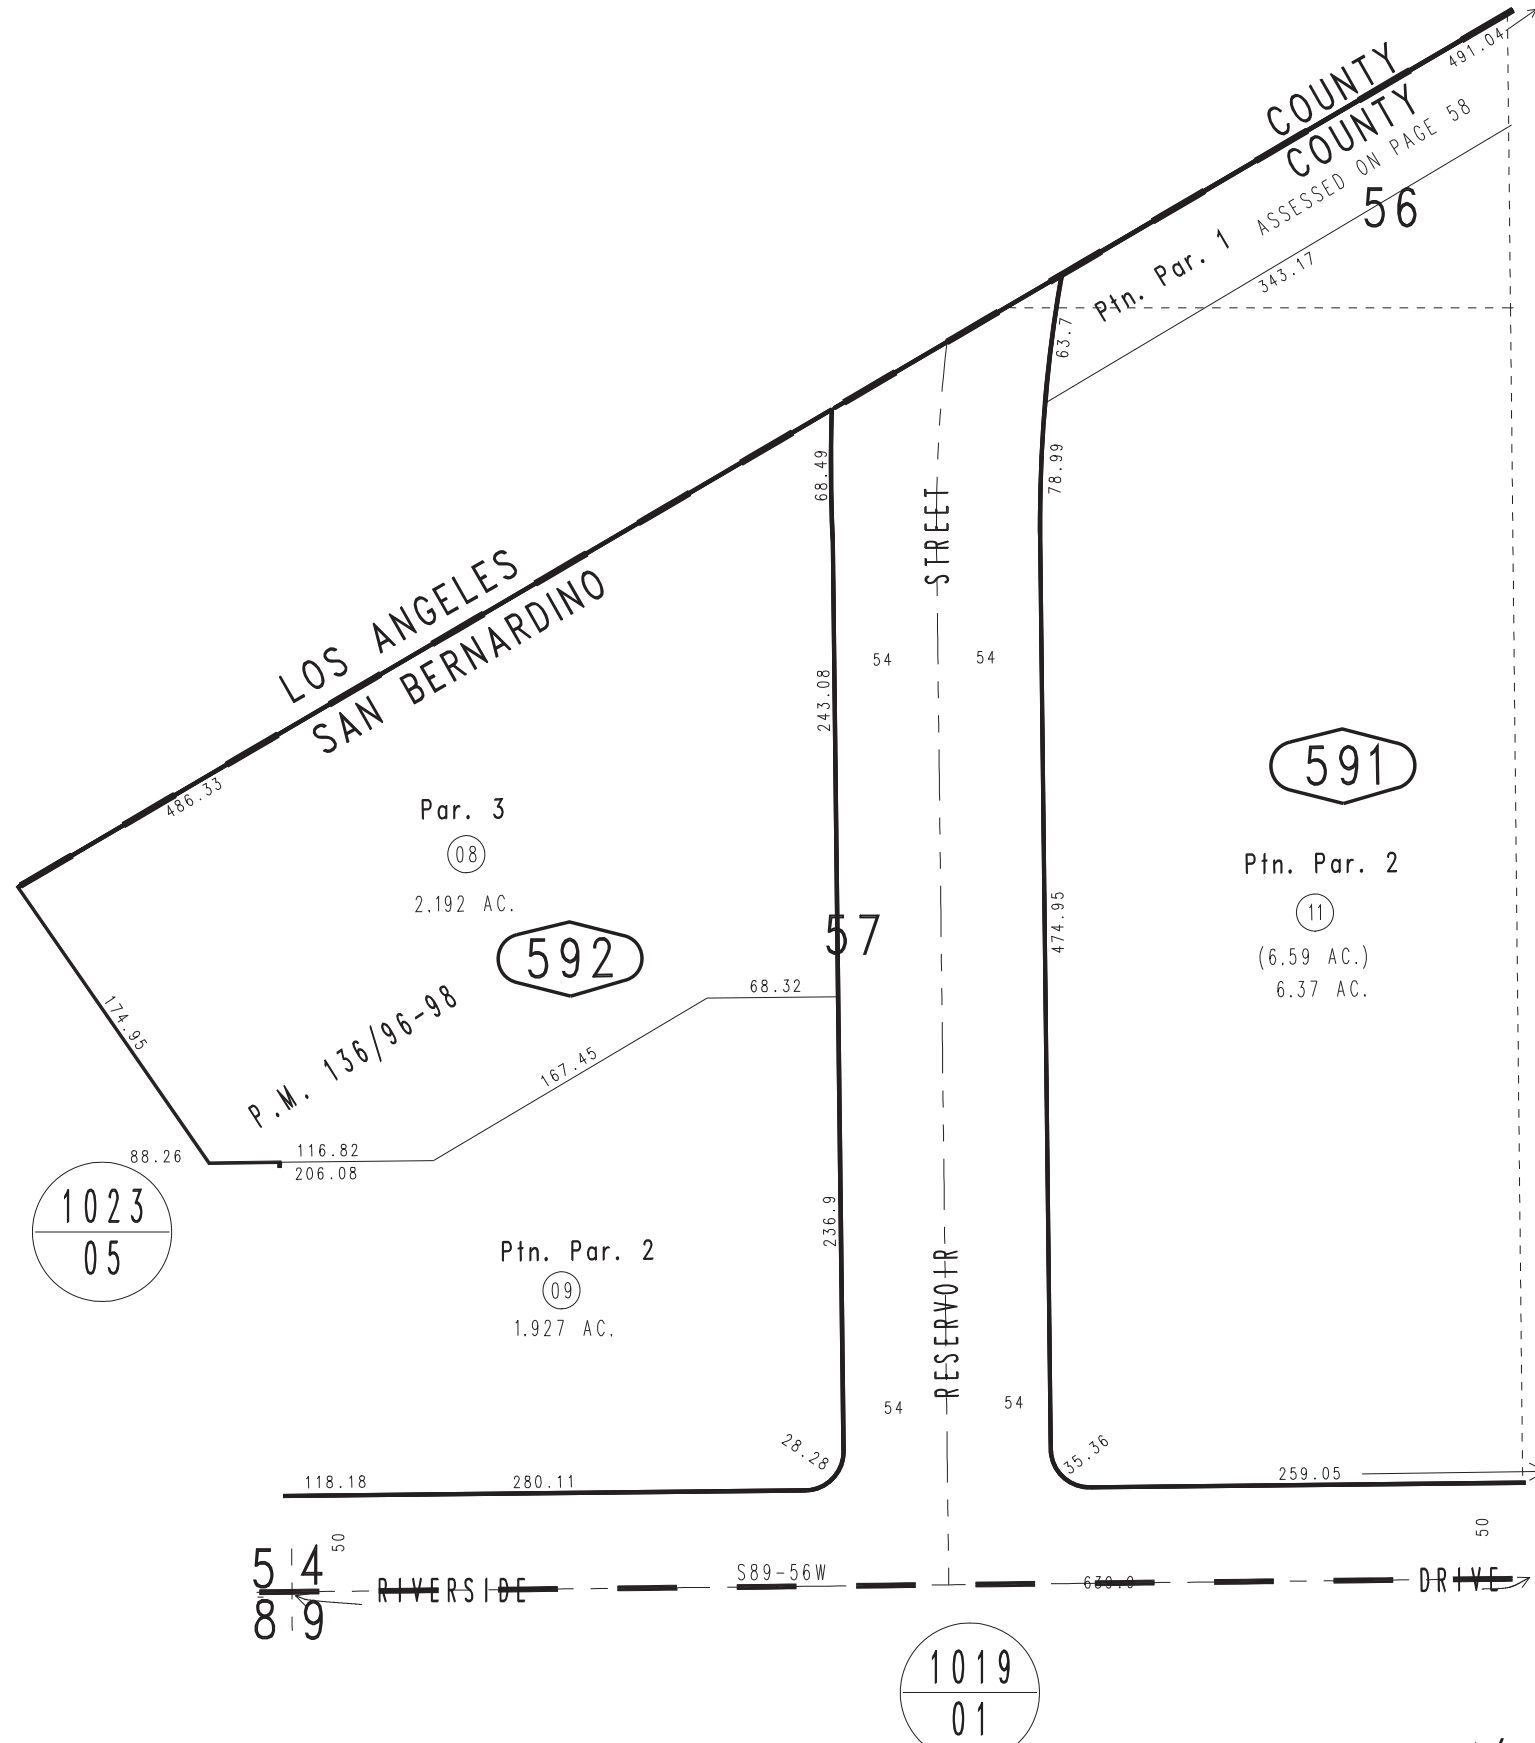 491.04
COUNTY
COUNTY
ASSESSED ON PAGE 58
56
Ptn. Par. 1
343.17
63.7
68.49
78.99
STREET
LOS ANGELES
SAN BERNARDINO
54
54
243.08
591
486.33
Par. 3
08
2.192 AC.
Ptn. Par. 2
11
(6.59 AC.)
6.37 AC.
474.95
57
592
68.32
174.95
P.M. 136/96-98
167.45
88.26
116.82
206.08
1023
05
236.9
Ptn. Par. 2
09
1.927 AC.
RESERVOIR
54
54
28.28
35.36
118.18
280.11
259.05
50
50
5 4
8 9
RIVERSIDE
S89-56W
DRIVE
1019
01